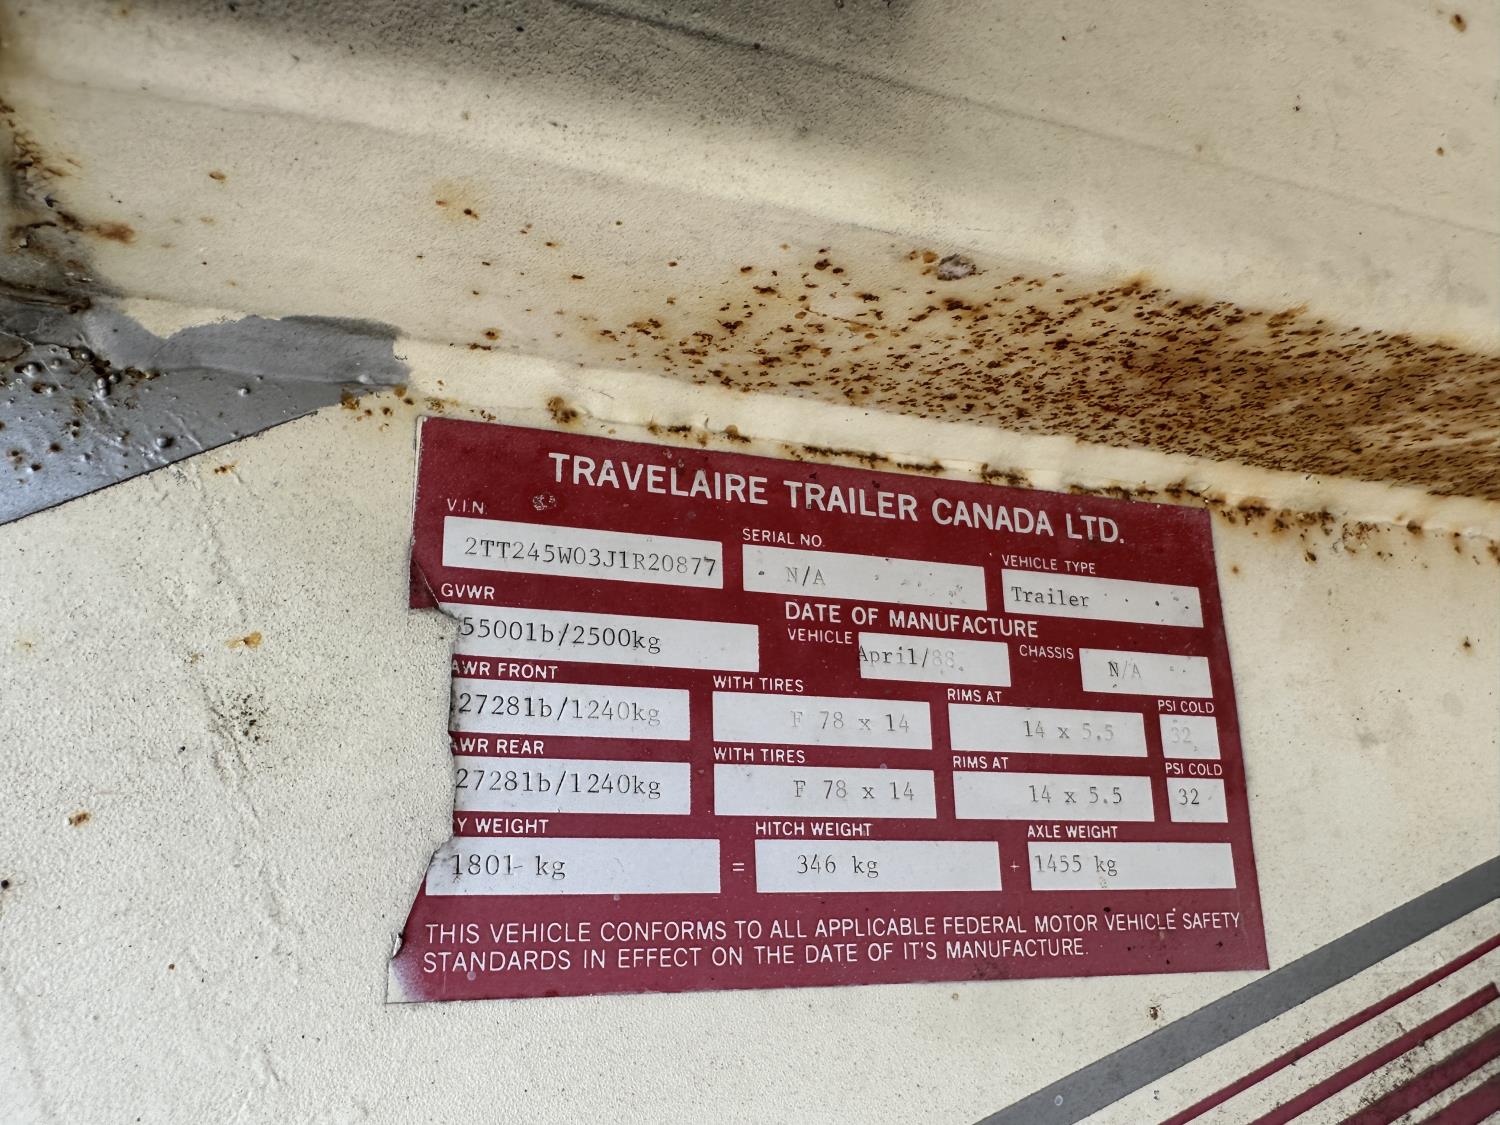 TRAVELAIRE TRAILER CANADA LTD.
V.I.N. SERIAL NO. VEHICLE TYPE
2TT245W03J1R20877 N/A Trailer
GVWR DATE OF MANUFACTURE
5500lb/2500kg VEHICLE April/88. CHASSIS N/A
AWR FRONT WITH TIRES RIMS AT PSI COLD
2728lb/1240kg F 78 x 14 14 x 5.5 32
AWR REAR WITH TIRES RIMS AT PSI COLD
2728lb/1240kg F 78 x 14 14 x 5.5 32
Y WEIGHT HITCH WEIGHT AXLE WEIGHT
1801 kg = 346 kg + 1455 kg
THIS VEHICLE CONFORMS TO ALL APPLICABLE FEDERAL MOTOR VEHICLE SAFETY
STANDARDS IN EFFECT ON THE DATE OF IT'S MANUFACTURE.